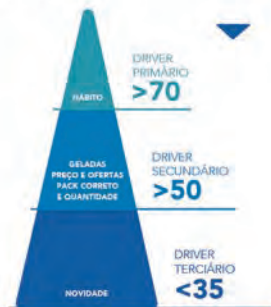 DRIVER
PRIMÁRIO
>70
HÁBITO
GELADAS
PREÇO E OFERTAS
PACK CORRETO
E QUANTIDADE
DRIVER
SECUNDÁRIO
>50
DRIVER
TERCIÁRIO
<35
NOVIDADE